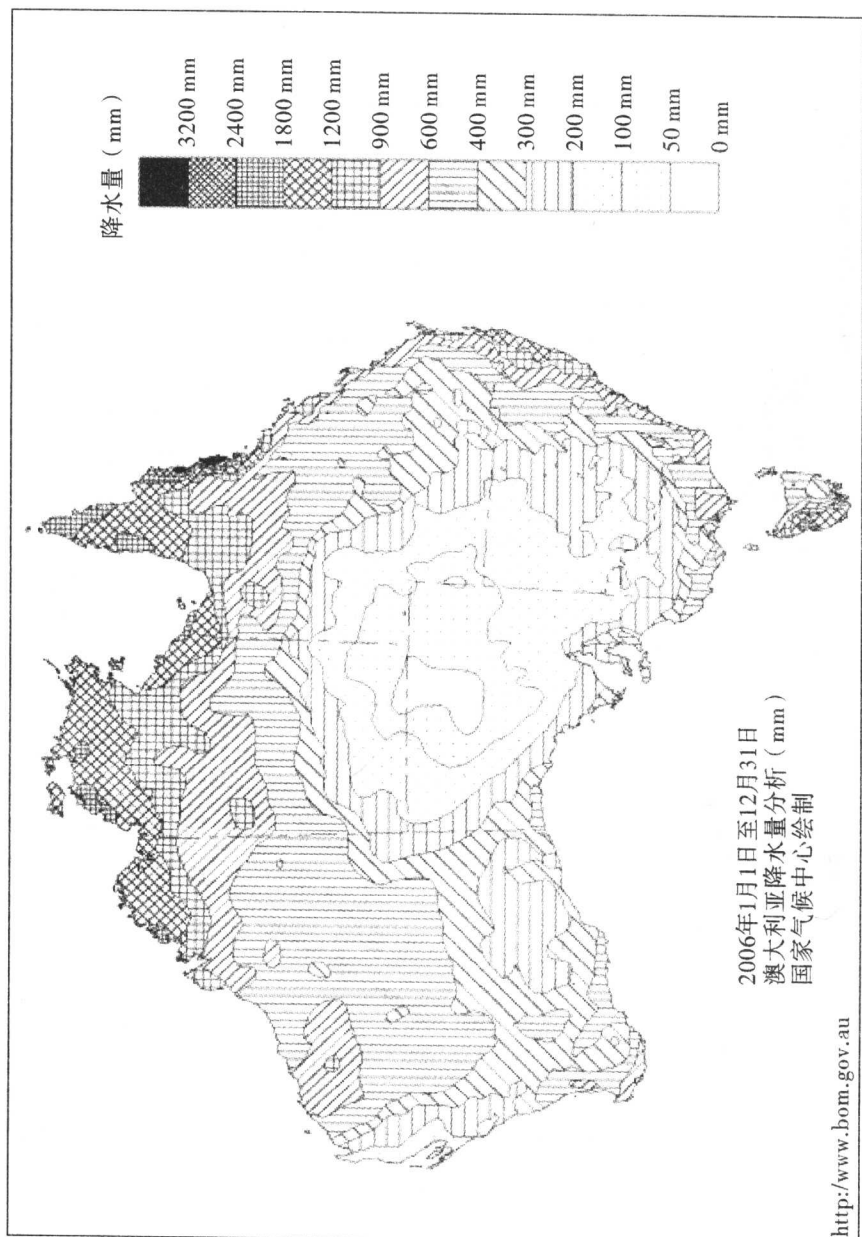 降水量（mm）
3200 mm
2400 mm
1800 mm
1200 mm
900 mm
600 mm
400 mm
300 mm
200 mm
100 mm
50 mm
0 mm
2006年1月1日至12月31日
澳大利亚降水量分析（mm）
国家气候中心绘制
http:/www.bom.gov.au